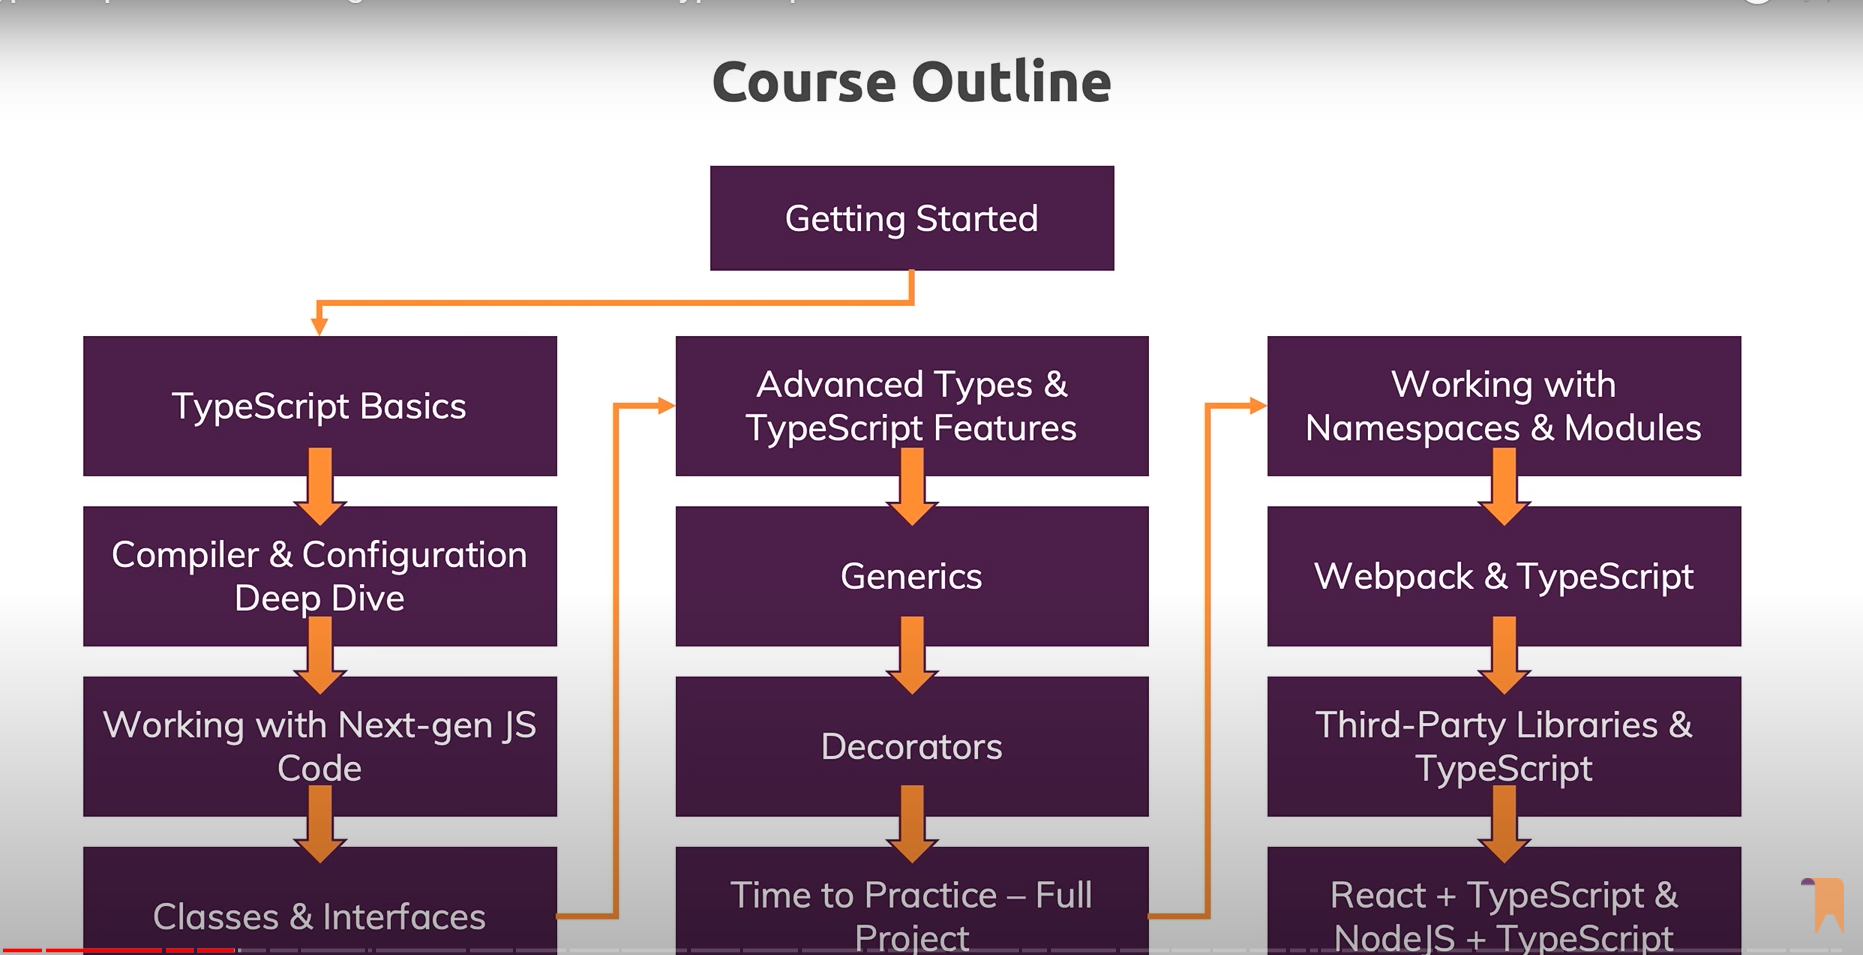 Course Outline
Getting Started
TypeScript Basics
Compiler & Configuration
Deep Dive
Working with Next-gen JS
Code
Classes & Interfaces
Advanced Types &
TypeScript Features
Generics
Decorators
Time to Practice – Full
Project
Working with
Namespaces & Modules
Webpack & TypeScript
Third-Party Libraries &
TypeScript
React + TypeScript &
NodeJS + TypeScript